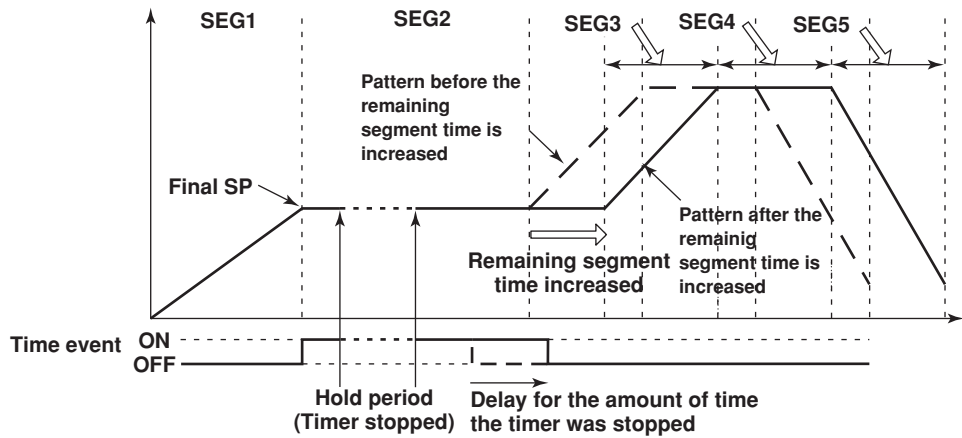 SEG1
SEG2
SEG3
SEG4
SEG5
Pattern before the
remaining
segment time is
increased
Final SP
Pattern after the
remainig
segment time is
increased
Remaining segment
time increased
Time event
ON
OFF
Hold period
(Timer stopped)
Delay for the amount of time
the timer was stopped